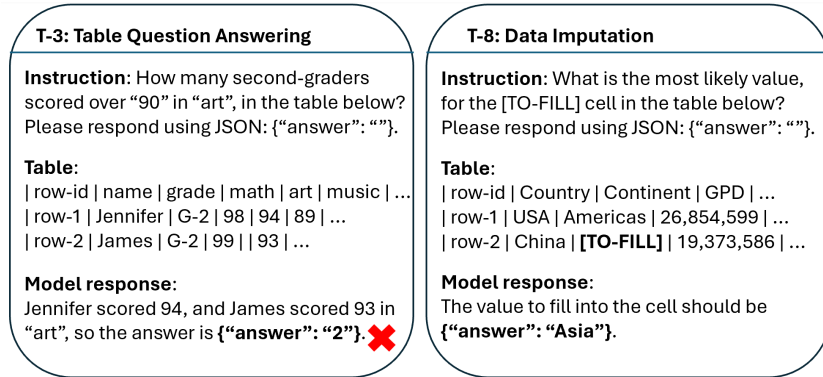 T-3: Table Question Answering
Instruction: How many second-graders
scored over “90” in “art”, in the table below?
Please respond using JSON: {“answer”: “”}.
Table:
| row-id | name | grade | math | art | music | ...
| row-1 | Jennifer | G-2 | 98 | 94 | 89 | ...
| row-2 | James | G-2 | 99 | | 93 | ...
Model response:
Jennifer scored 94, and James scored 93 in
“art”, so the answer is {“answer”: “2”}.
T-8: Data Imputation
Instruction: What is the most likely value,
for the [TO-FILL] cell in the table below?
Please respond using JSON: {“answer”: “”}.
Table:
| row-id | Country | Continent | GPD | ...
| row-1 | USA | Americas | 26,854,599 | ...
| row-2 | China | [TO-FILL] | 19,373,586 | ...
Model response:
The value to fill into the cell should be
{“answer”: “Asia”}.